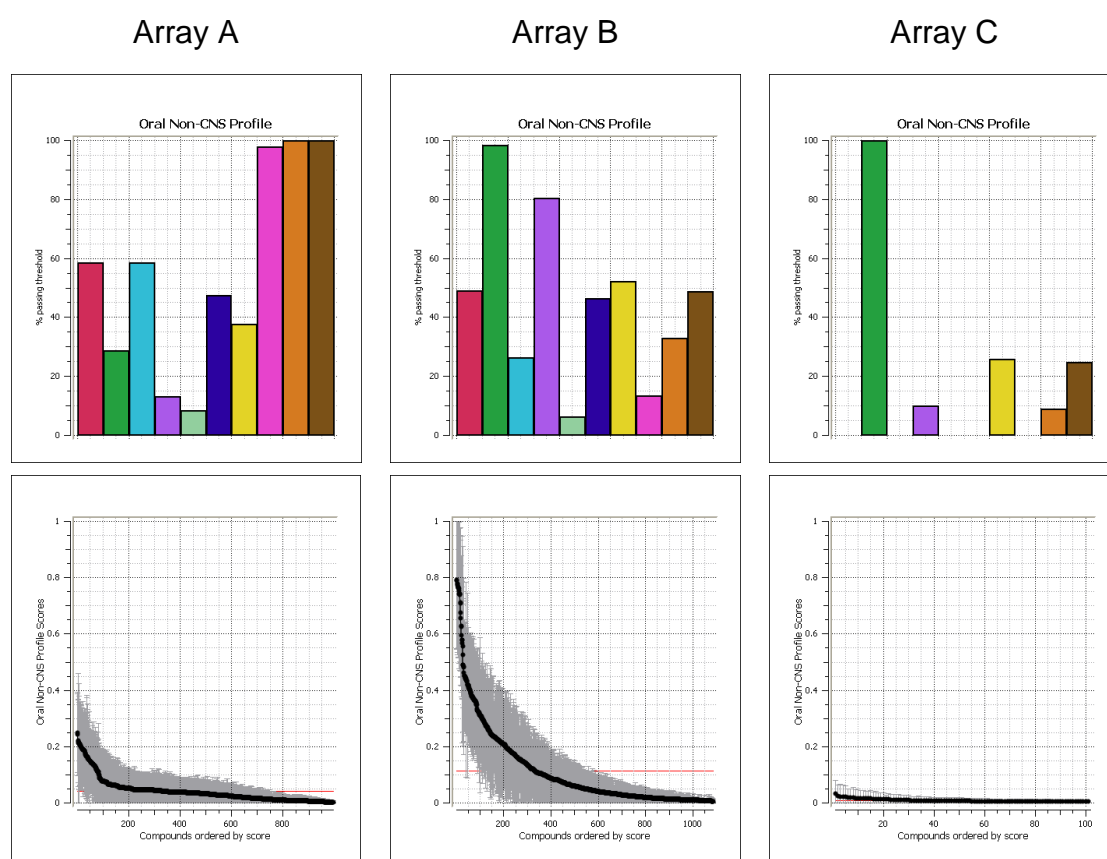 Array A
Array B
Array C
Oral Non-CNS Profile
% passing threshold
100
80
60
40
20
0
Oral Non-CNS Profile
% passing threshold
100
80
60
40
20
0
Oral Non-CNS Profile
% passing threshold
100
80
60
40
20
0
Oral Non-CNS Profile Scores
1
0.8
0.6
0.4
0.2
0
200 400 600 800
Compounds ordered by score
Oral Non-CNS Profile Scores
1
0.8
0.6
0.4
0.2
0
200 400 600 800 1000
Compounds ordered by score
Oral Non-CNS Profile Scores
1
0.8
0.6
0.4
0.2
0
20 40 60 80 100
Compounds ordered by score